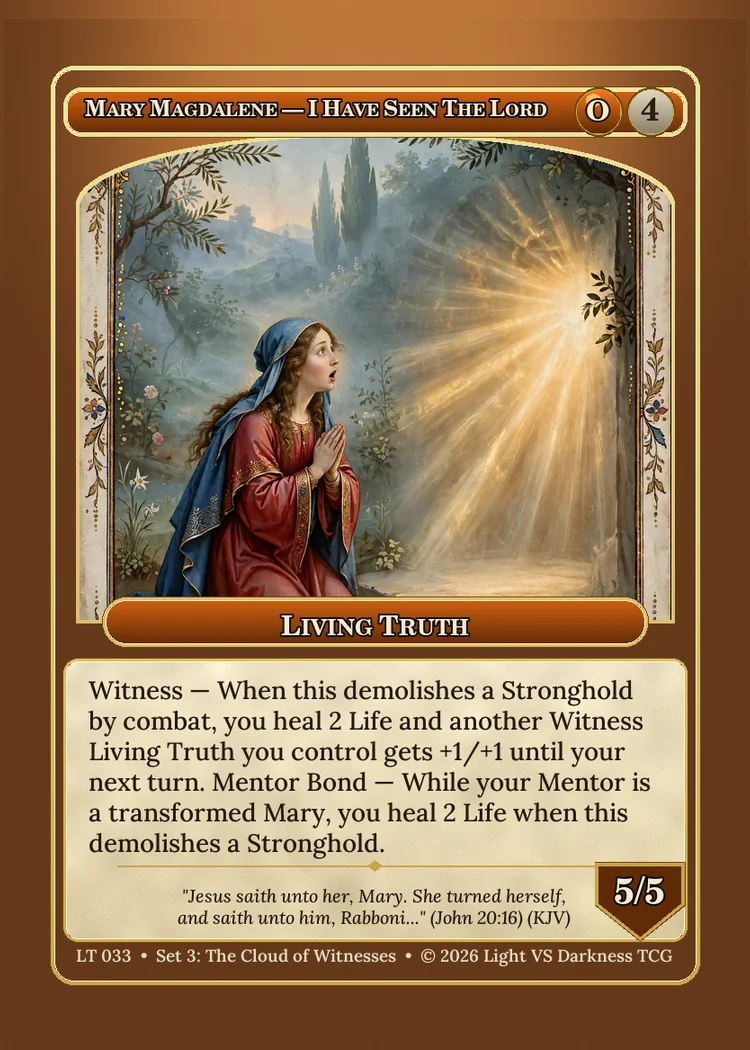 Mary Magdalene — I Have Seen The Lord 0 4
Living Truth
Witness — When this demolishes a Stronghold
by combat, you heal 2 Life and another Witness
Living Truth you control gets +1/+1 until your
next turn. Mentor Bond — While your Mentor is
a transformed Mary, you heal 2 Life when this
demolishes a Stronghold.
"Jesus saith unto her, Mary. She turned herself,
and saith unto him, Rabboni..." (John 20:16) (KJV)
5/5
LT 033 • Set 3: The Cloud of Witnesses • © 2026 Light VS Darkness TCG